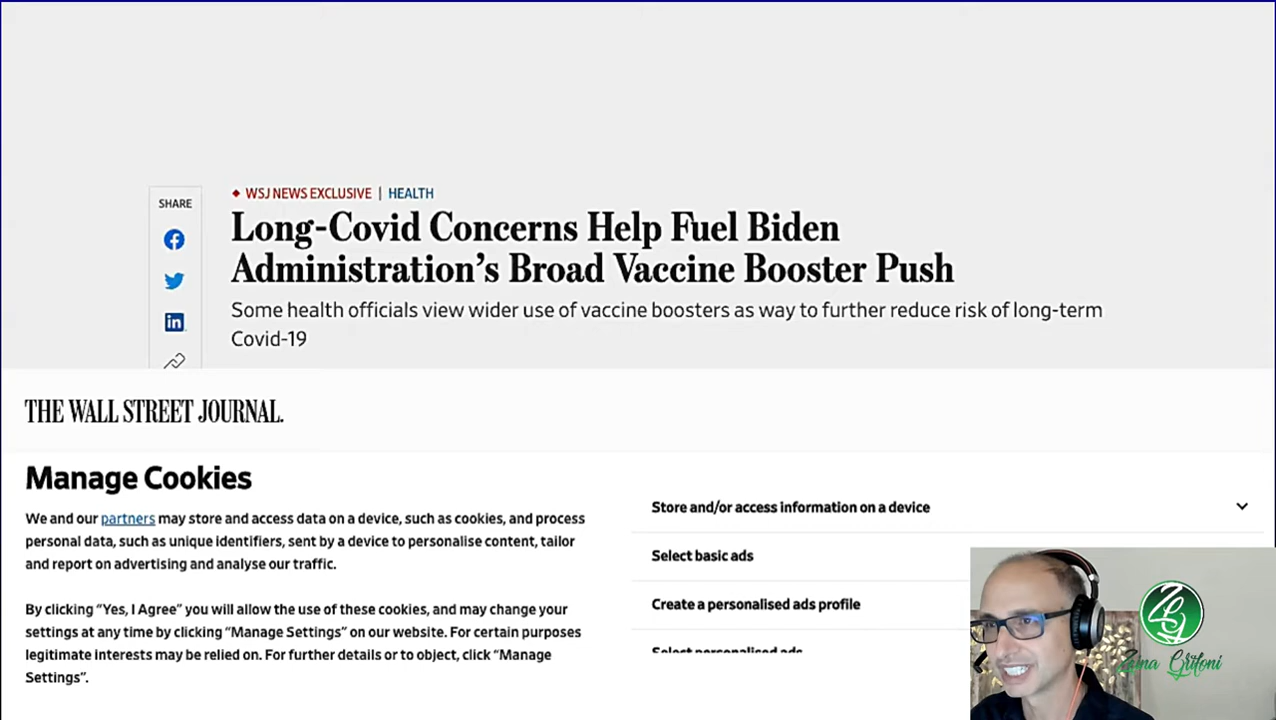 SHARE
◆ WSJ NEWS EXCLUSIVE | HEALTH
Long-Covid Concerns Help Fuel Biden
Administration's Broad Vaccine Booster Push
Some health officials view wider use of vaccine boosters as way to further reduce risk of long-term
Covid-19
THE WALL STREET JOURNAL.
Manage Cookies
We and our partners may store and access data on a device, such as cookies, and process
personal data, such as unique identifiers, sent by a device to personalise content, tailor
and report on advertising and analyse our traffic.
By clicking "Yes, I Agree" you will allow the use of these cookies, and may change your
settings at any time by clicking "Manage Settings" on our website. For certain purposes
legitimate interests may be relied on. For further details or to object, click "Manage
Settings".
Store and/or access information on a device
Select basic ads
Create a personalised ads profile
Select personalised ads
Grifoni